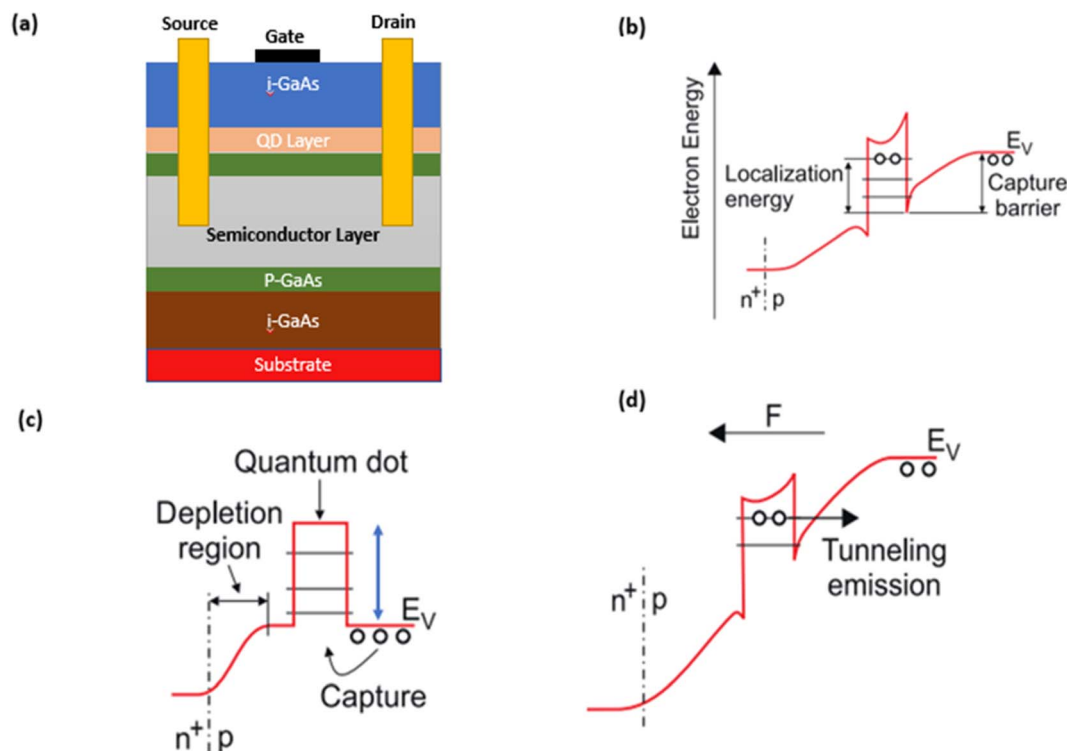 (a)
Source
Gate
Drain
i-GaAs
QD Layer
Semiconductor Layer
P-GaAs
i-GaAs
Substrate
(b)
Electron Energy
Localization
energy
E_V
Capture
barrier
n⁺ p
(c)
Quantum dot
Depletion
region
E_V
Capture
n⁺ p
(d)
F
E_V
Tunneling
emission
n⁺ p